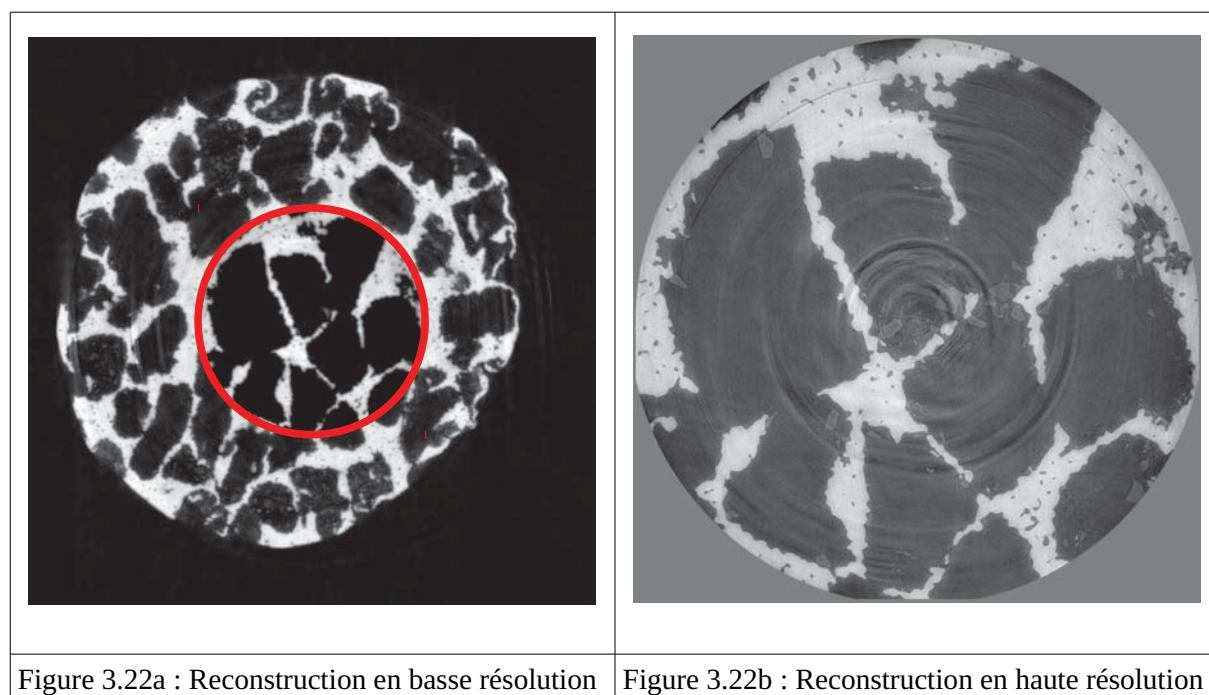 Figure 3.22a : Reconstruction en basse résolution
Figure 3.22b : Reconstruction en haute résolution